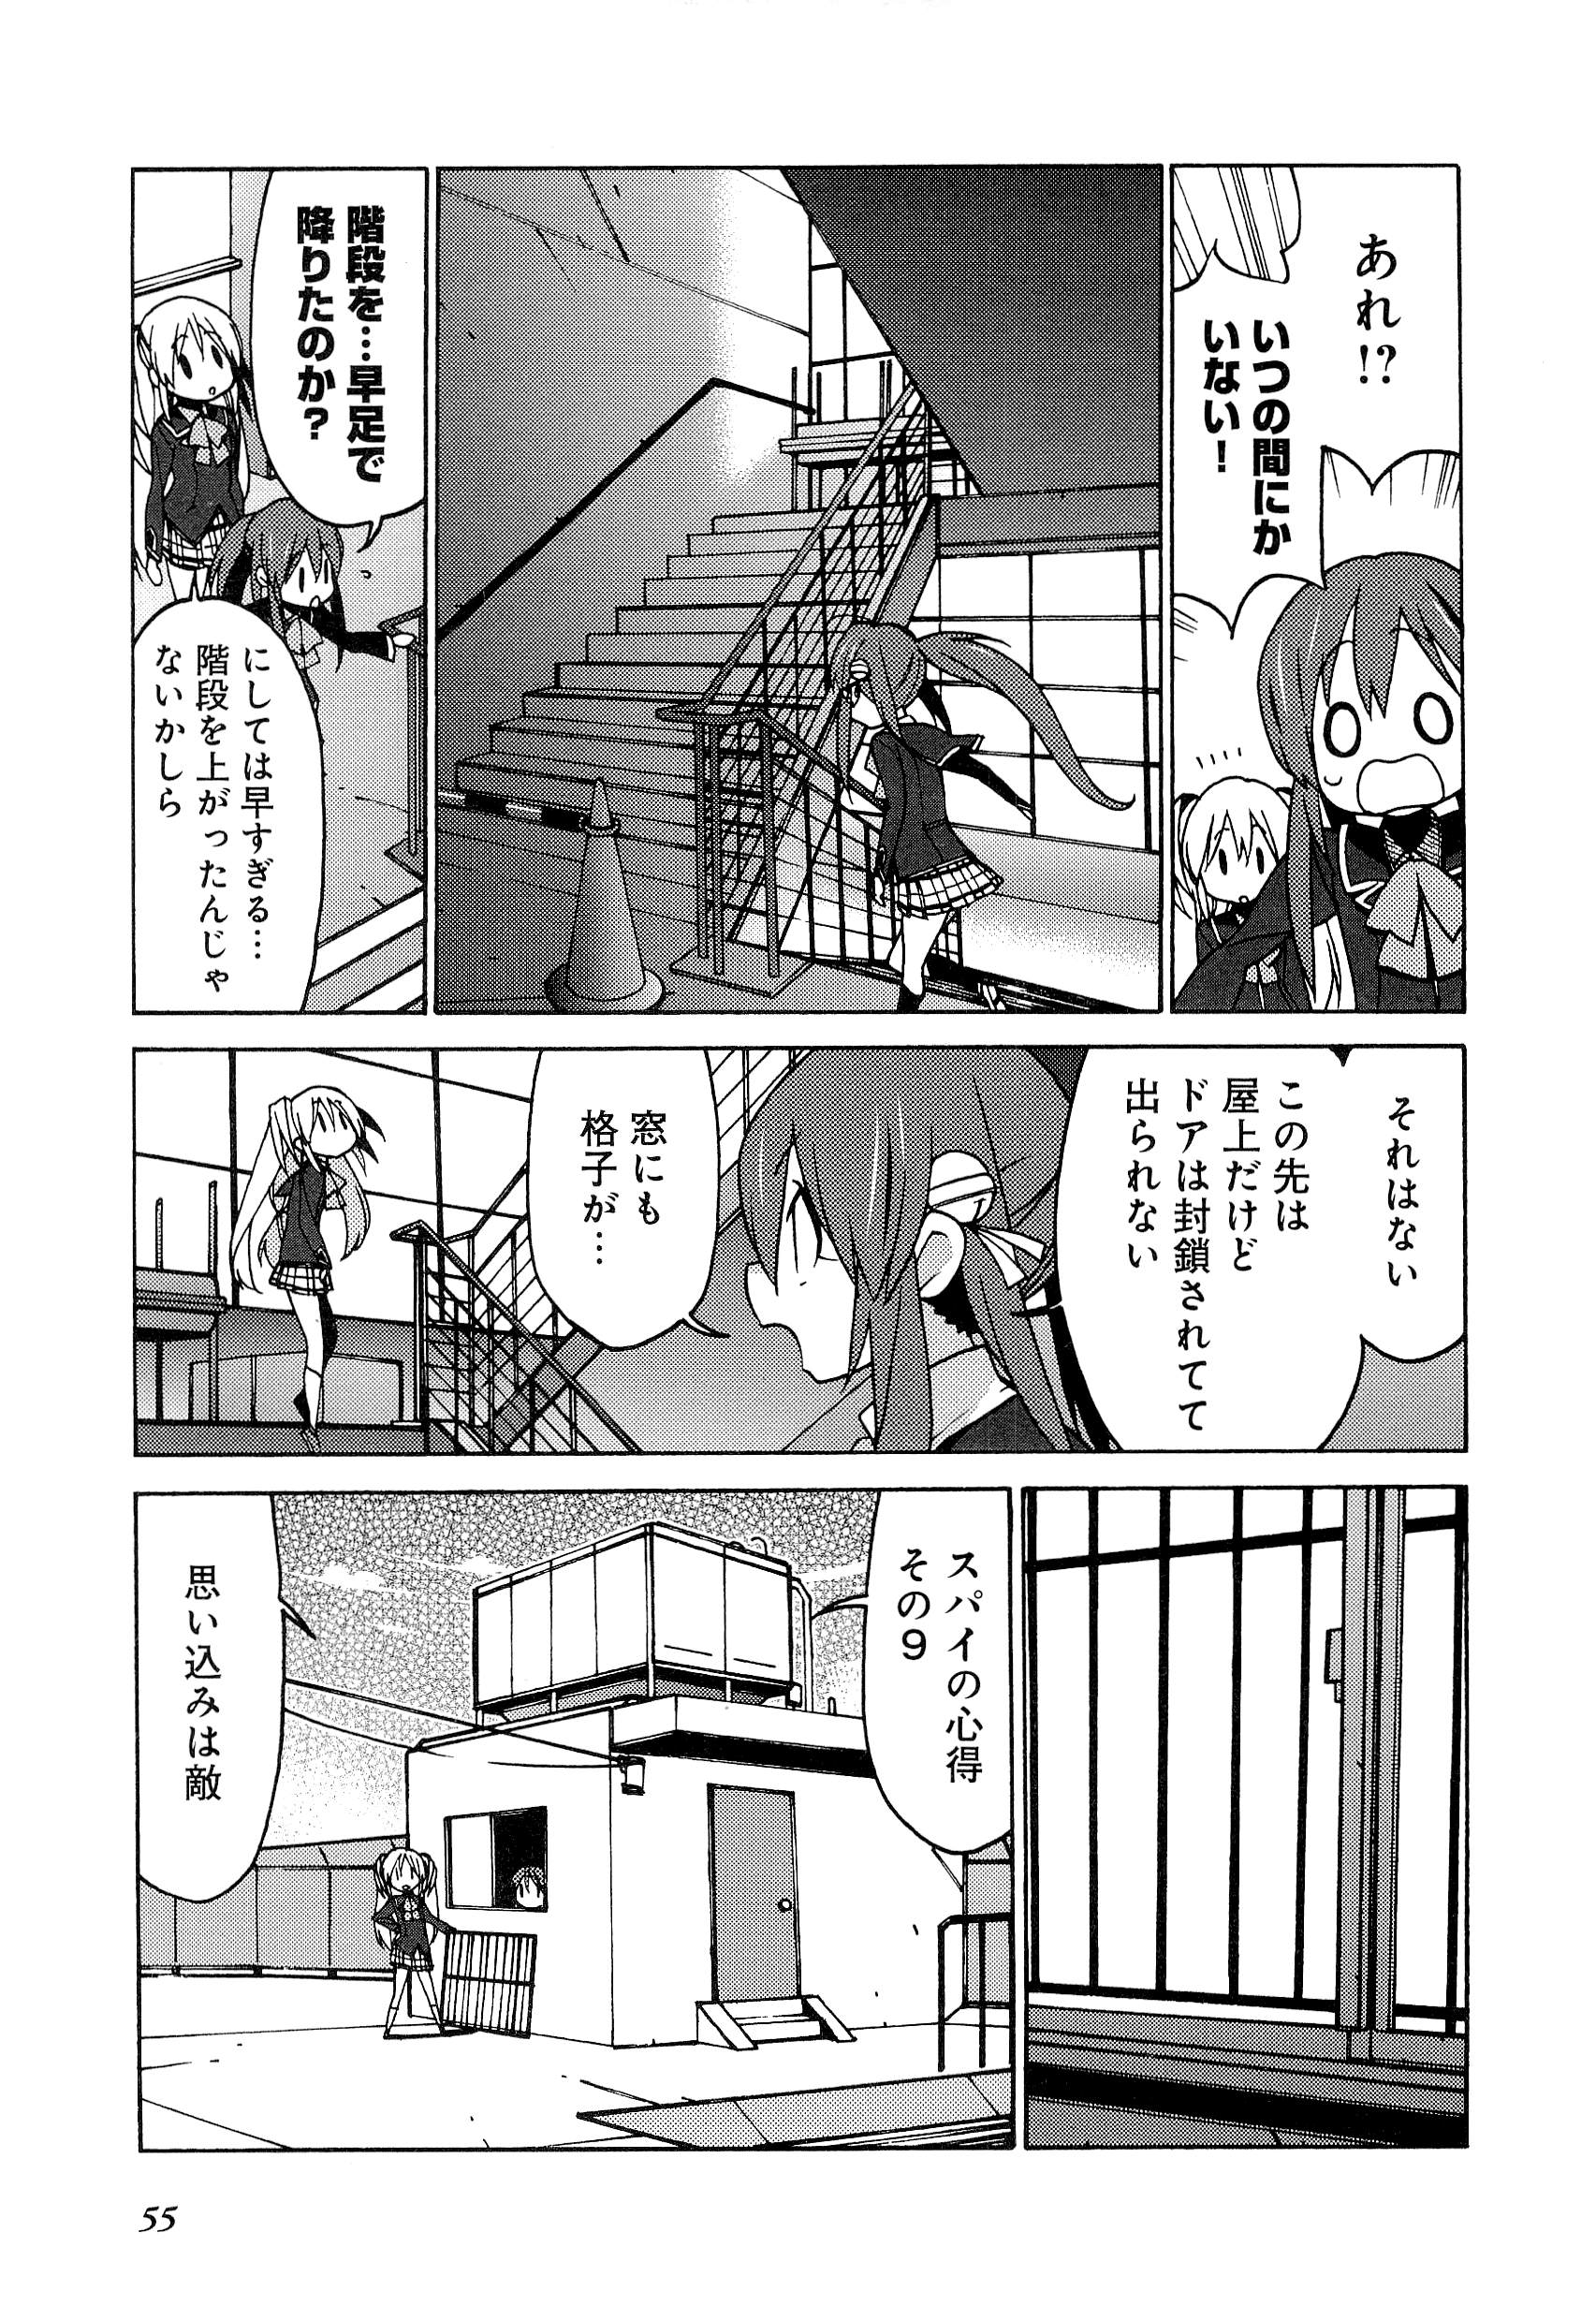 あれ!?
いつの間にか
いない!
階段を…早足で
降りたのか?
にしては早すぎる…
階段を上がったんじゃ
ないかしら
それはない
この先は
屋上だけど
ドアは封鎖されてて
出られない
窓にも
格子が…
スパイの心得
その9
思い込みは敵
55